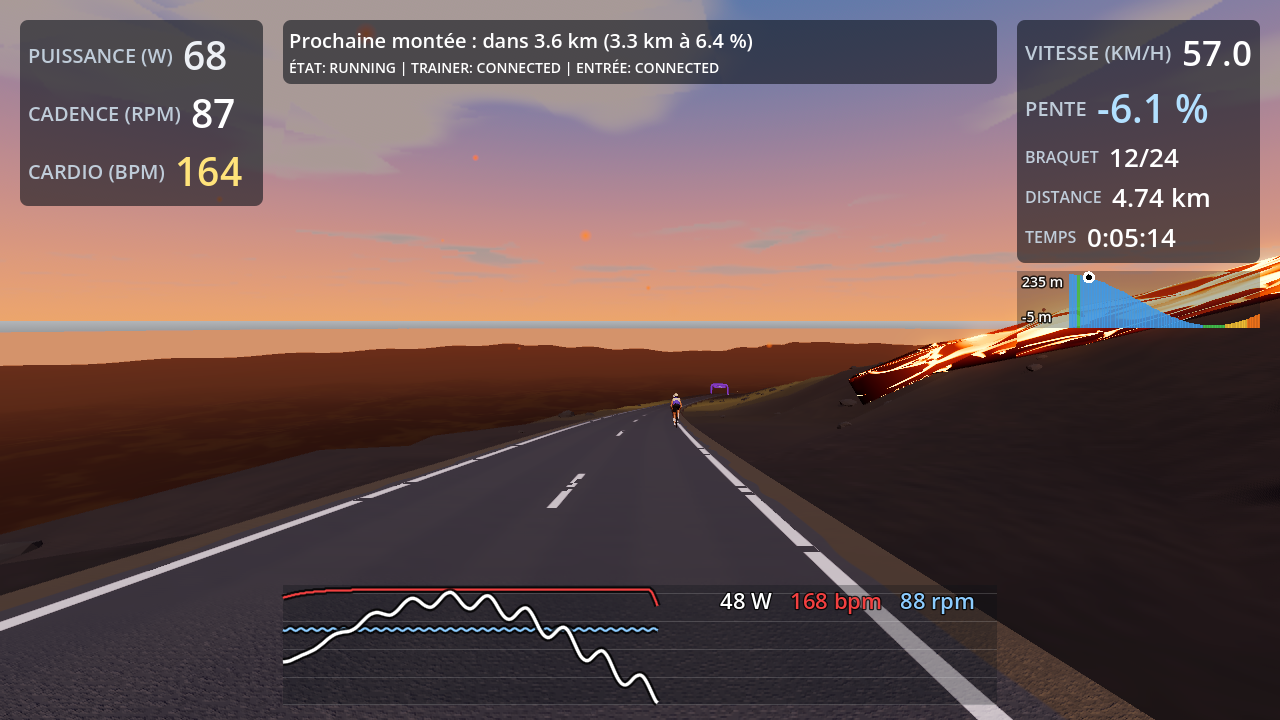 PUISSANCE (W) 68
CADENCE (RPM) 87
CARDIO (BPM) 164
Prochaine montée : dans 3.6 km (3.3 km à 6.4 %)
ÉTAT: RUNNING | TRAINER: CONNECTED | ENTRÉE: CONNECTED
VITESSE (KM/H) 57.0
PENTE -6.1 %
BRAQUET 12/24
DISTANCE 4.74 km
TEMPS 0:05:14
235 m
-5 m
48 W 168 bpm 88 rpm